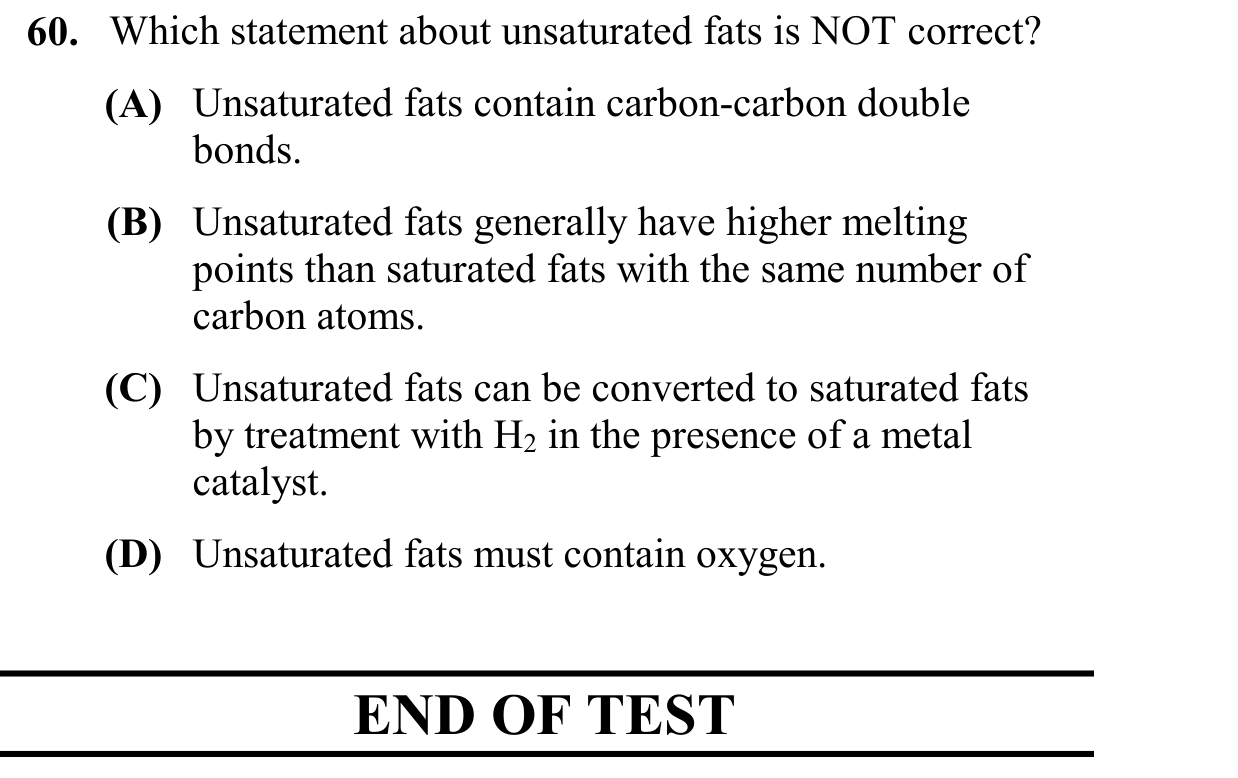 60. Which statement about unsaturated fats is NOT correct?
(A) Unsaturated fats contain carbon-carbon double
bonds.
(B) Unsaturated fats generally have higher melting
points than saturated fats with the same number of
carbon atoms.
(C) Unsaturated fats can be converted to saturated fats
by treatment with H₂ in the presence of a metal
catalyst.
(D) Unsaturated fats must contain oxygen.
END OF TEST